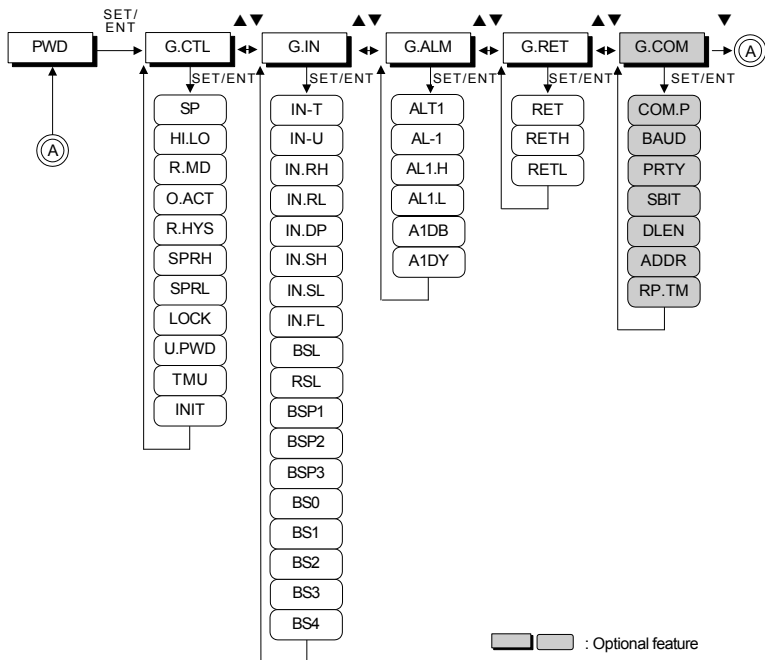 SET/
ENT
▲▼ ▲▼ ▲▼ ▲▼ ▼
PWD
G.CTL
G.IN
G.ALM
G.RET
G.COM
A
SET/ENT
SET/ENT
SET/ENT
SET/ENT
SET/ENT
A
SP
HI.LO
R.MD
O.ACT
R.HYS
SPRH
SPRL
LOCK
U.PWD
TMU
INIT
IN-T
IN-U
IN.RH
IN.RL
IN.DP
IN.SH
IN.SL
IN.FL
BSL
RSL
BSP1
BSP2
BSP3
BS0
BS1
BS2
BS3
BS4
ALT1
AL-1
AL1.H
AL1.L
A1DB
A1DY
RET
RETH
RETL
COM.P
BAUD
PRTY
SBIT
DLEN
ADDR
RP.TM
: Optional feature